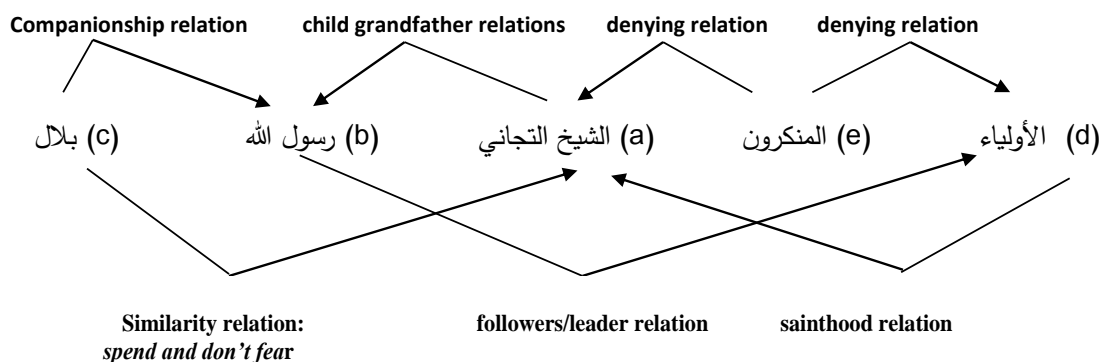 Companionship relation child grandfather relations denying relation denying relation
(c) بلال (b) رسول الله (a) الشيخ التجاني (e) المنكرون (d) الأولياء
Similarity relation: followers/leader relation sainthood relation
spend and don't fear